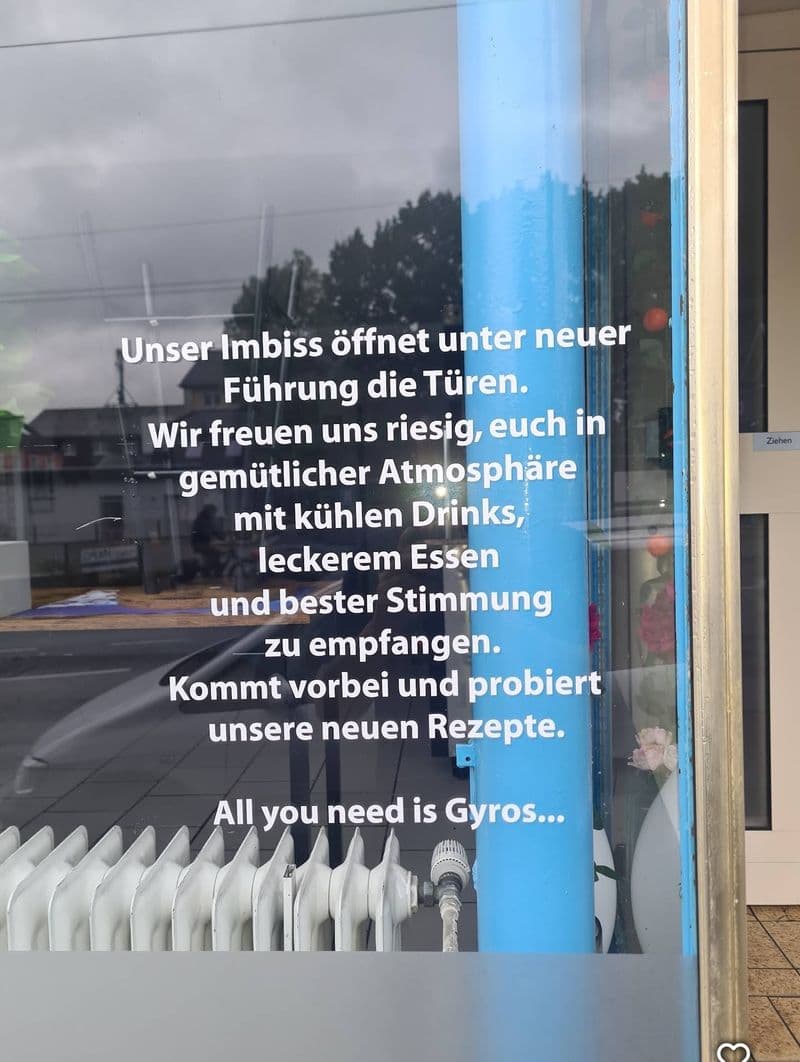 Unser Imbiss öffnet unter neuer
Führung die Türen.
Wir freuen uns riesig, euch in
gemütlicher Atmosphäre
mit kühlen Drinks,
leckerem Essen
und bester Stimmung
zu empfangen.
Kommt vorbei und probiert
unsere neuen Rezepte.
All you need is Gyros...
Ziehen